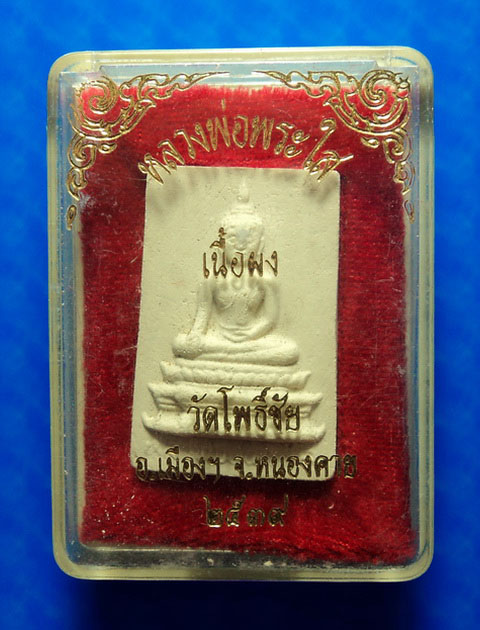 หลวงพ่อพระใส
เนื้อผง
วัดโพธิ์ชัย
อ.เมืองฯ จ.หนองคาย
๒๕๓๙